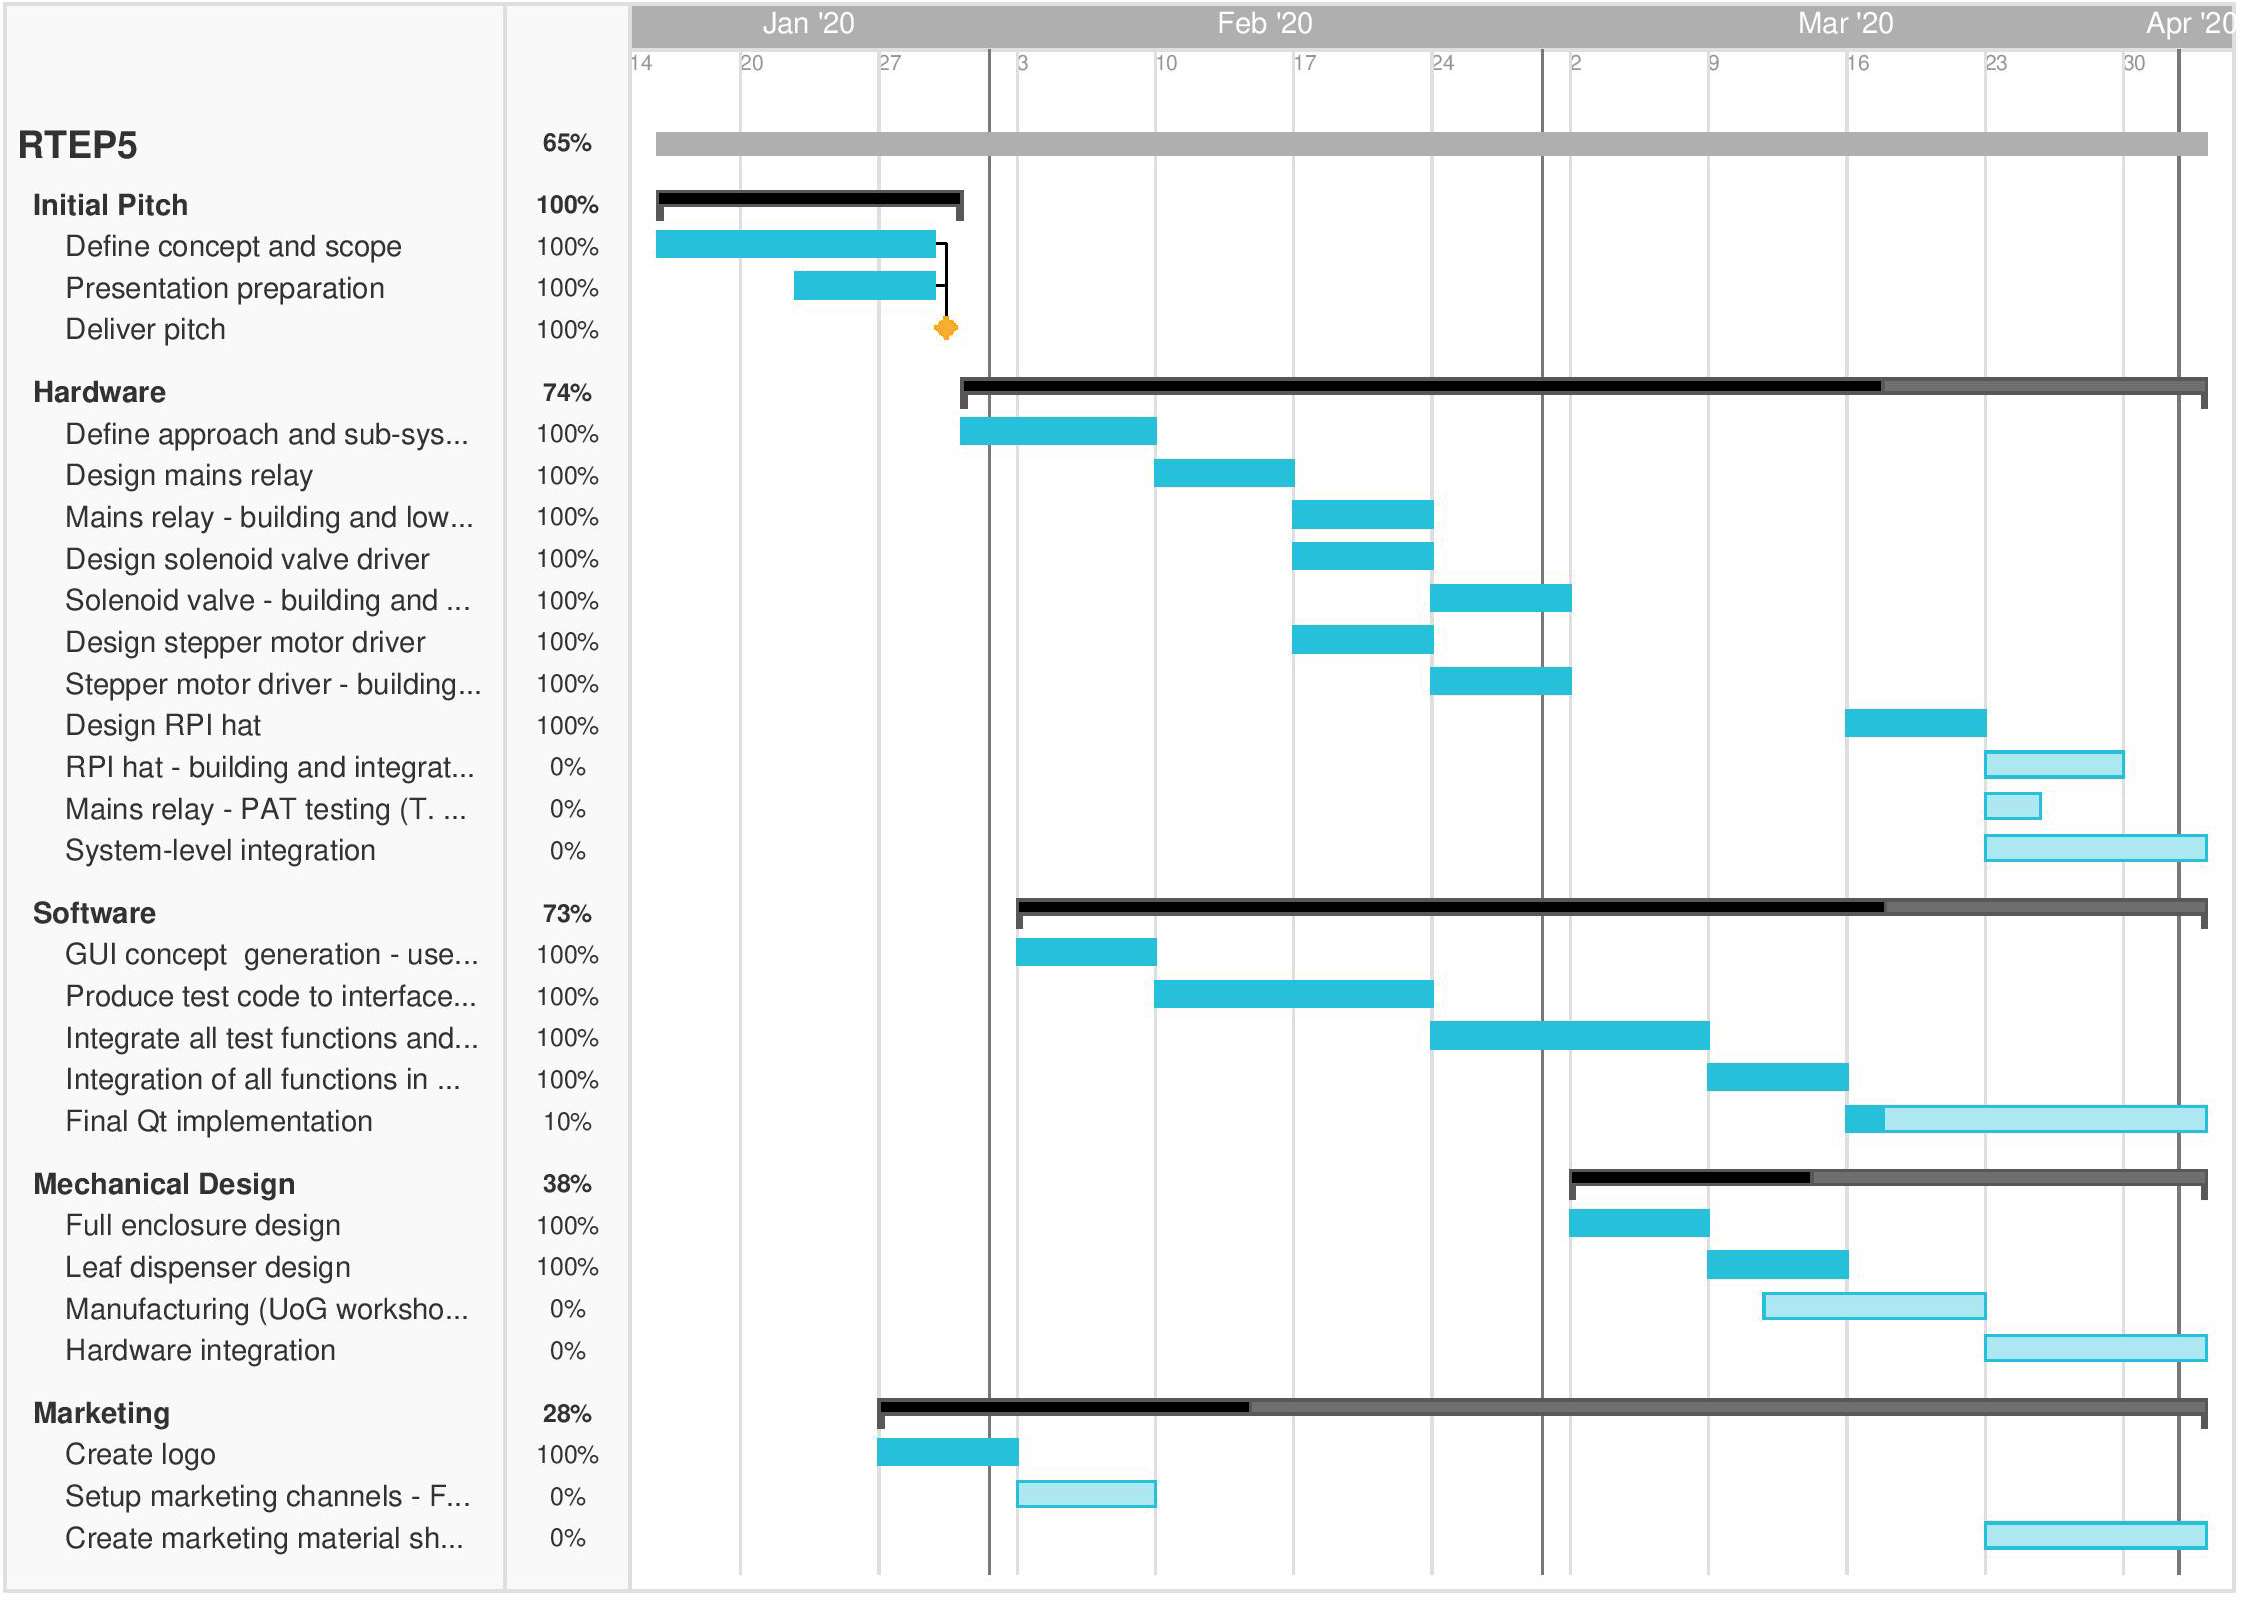 Jan '20 Feb '20 Mar '20 Apr '20
14 20 27 3 10 17 24 2 9 16 23 30
RTEP5 65%
Initial Pitch 100%
Define concept and scope 100%
Presentation preparation 100%
Deliver pitch 100%
Hardware 74%
Define approach and sub-sys... 100%
Design mains relay 100%
Mains relay - building and low... 100%
Design solenoid valve driver 100%
Solenoid valve - building and ... 100%
Design stepper motor driver 100%
Stepper motor driver - building... 100%
Design RPI hat 100%
RPI hat - building and integrat... 0%
Mains relay - PAT testing (T. ... 0%
System-level integration 0%
Software 73%
GUI concept  generation - use... 100%
Produce test code to interface... 100%
Integrate all test functions and... 100%
Integration of all functions in ... 100%
Final Qt implementation 10%
Mechanical Design 38%
Full enclosure design 100%
Leaf dispenser design 100%
Manufacturing (UoG worksho... 0%
Hardware integration 0%
Marketing 28%
Create logo 100%
Setup marketing channels - F... 0%
Create marketing material sh... 0%